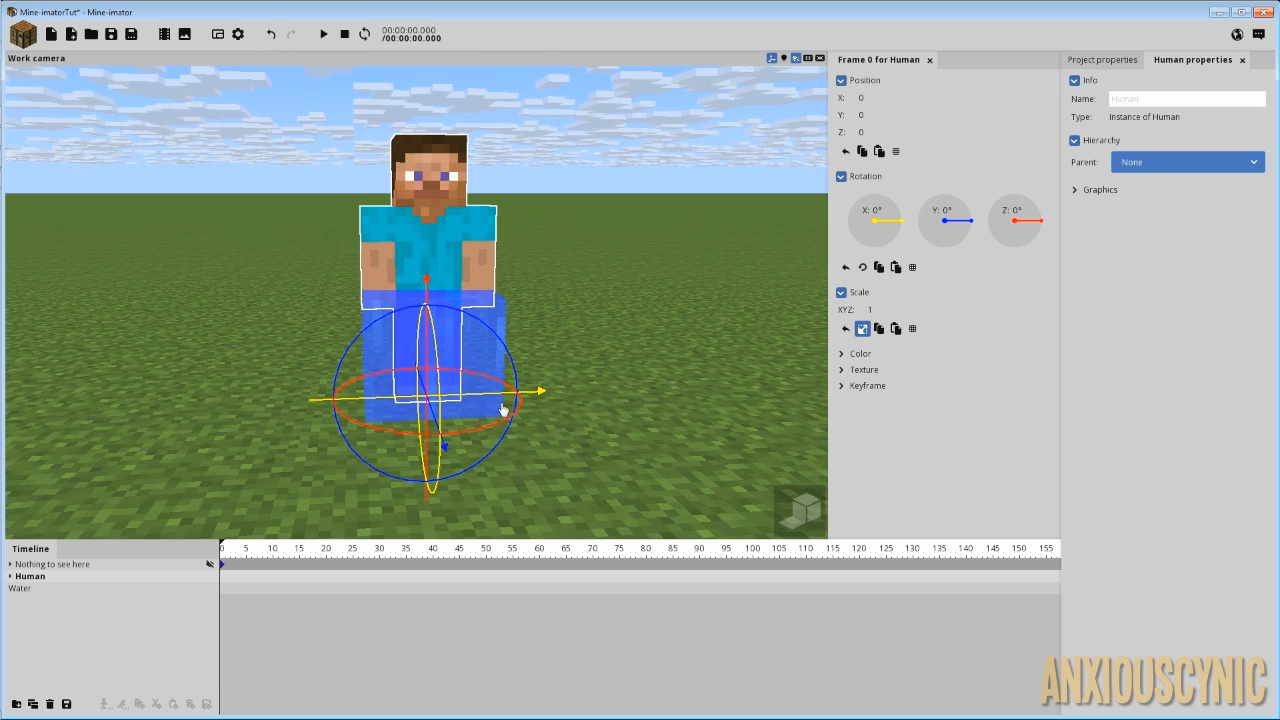 Mine-imatorTut* - Mine-imator
00:00:00.000
/00:00:00.000
Work camera
Frame 0 for Human
Position
X: 0
Y: 0
Z: 0
Rotation
X: 0° Y: 0° Z: 0°
Scale
XYZ: 1
Color
Texture
Keyframe
Project properties Human properties
Info
Name: Human
Type: Instance of Human
Hierarchy
Parent: None
Graphics
Timeline
0 5 10 15 20 25 30 35 40 45 50 55 60 65 70 75 80 85 90 95 100 105 110 115 120 125 130 135 140 145 150 155
Nothing to see here
Human
Water
ANXIOUSCYNIC